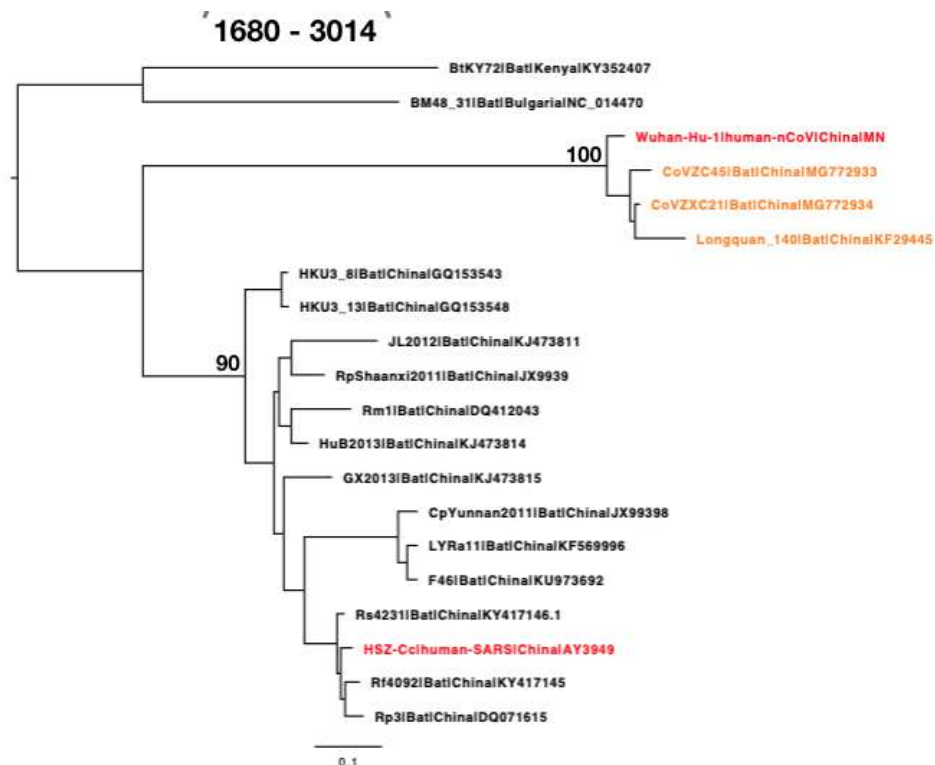 1680 - 3014
BtKY72|Bat|Kenya|KY352407
BM48_31|Bat|Bulgaria|NC_014470
Wuhan-Hu-1|human-nCoV|China|MN
100
CoVZC45|Bat|China|MG772933
CoVZXC21|Bat|China|MG772934
Longquan_140|Bat|China|KF29445
HKU3_8|Bat|China|GQ153543
HKU3_13|Bat|China|GQ153548
JL2012|Bat|China|KJ473811
90
RpShaanxi2011|Bat|China|JX9939
Rm1|Bat|China|DQ412043
HuB2013|Bat|China|KJ473814
GX2013|Bat|China|KJ473815
CpYunnan2011|Bat|China|JX99398
LYRa11|Bat|China|KF569996
F46|Bat|China|KU973692
Rs4231|Bat|China|KY417146.1
HSZ-Cc|human-SARS|China|AY3949
Rf4092|Bat|China|KY417145
Rp3|Bat|China|DQ071615
0.1